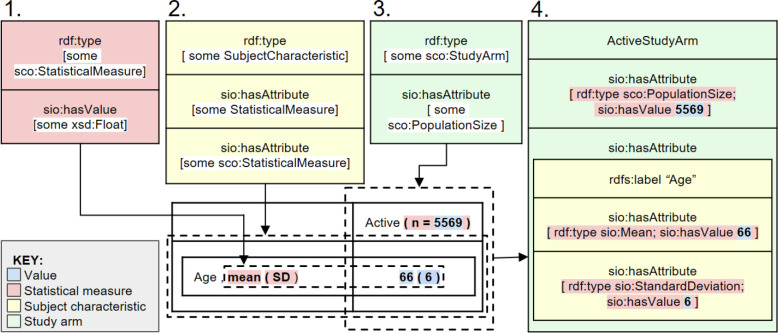 1.
rdf:type
[some
sco:StatisticalMeasure]
sio:hasValue
[some xsd:Float]
2.
rdf:type
[ some SubjectCharacteristic]
sio:hasAttribute
[some StatisticalMeasure]
sio:hasAttribute
[some sco:StatisticalMeasure]
3.
rdf:type
[ some sco:StudyArm]
sio:hasAttribute
[ some
sco:PopulationSize ]
4.
ActiveStudyArm
sio:hasAttribute
[ rdf:type sco:PopulationSize;
sio:hasValue 5569 ]
sio:hasAttribute
rdfs:label “Age”
sio:hasAttribute
[ rdf:type sio:Mean; sio:hasValue 66 ]
sio:hasAttribute
[ rdf:type sio:StandardDeviation;
sio:hasValue 6 ]
Active ( n = 5569 )
Age , mean ( SD ) 66 ( 6 )
KEY:
Value
Statistical measure
Subject characteristic
Study arm